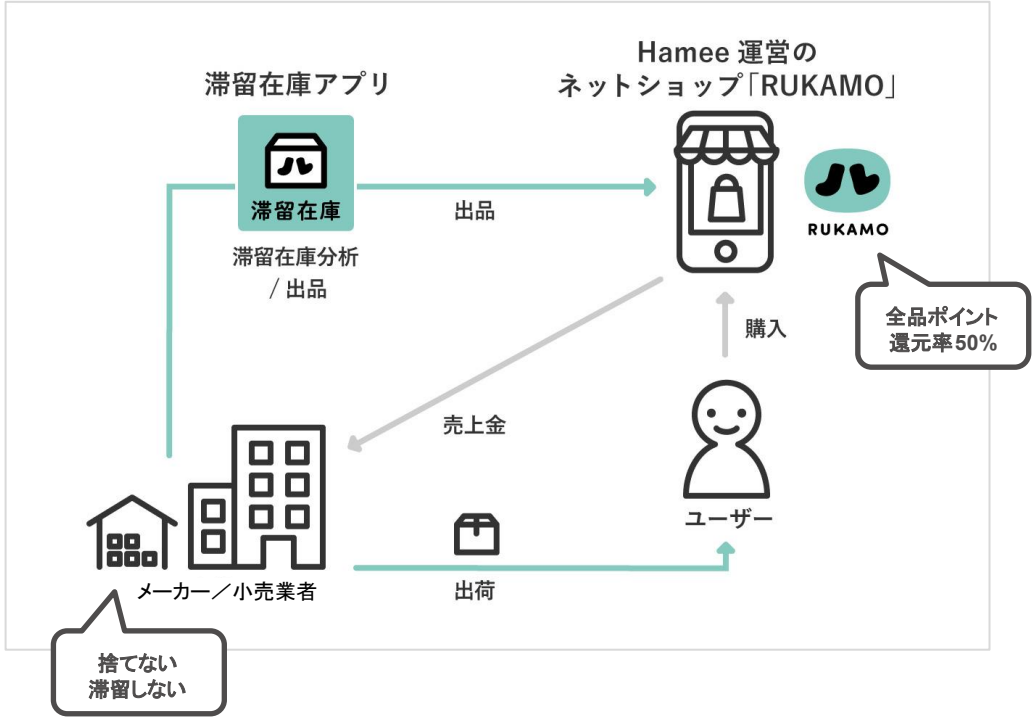 滞留在庫アプリ
Hamee 運営の
ネットショップ「RUKAMO」
滞留在庫
滞留在庫分析
/ 出品
出品
RUKAMO
全品ポイント
還元率50%
購入
売上金
ユーザー
メーカー／小売業者
出荷
捨てない
滞留しない